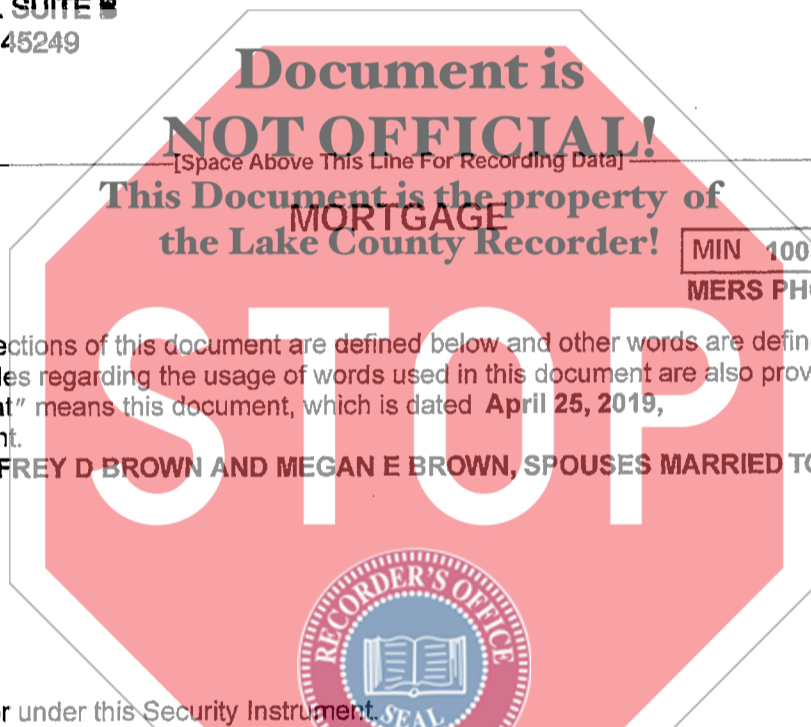 . SUITE B
45249
Document is
NOT OFFICIAL!
[Space Above This Line For Recording Data]
This Document is the property of
MORTGAGE
the Lake County Recorder!
MIN 100
MERS PH
ections of this document are defined below and other words are defin
les regarding the usage of words used in this document are also prov
t” means this document, which is dated April 25, 2019,
nt.
FREY D BROWN AND MEGAN E BROWN, SPOUSES MARRIED TO
STOP
RECORDER'S OFFICE
r under this Security Instrument.
SEAL